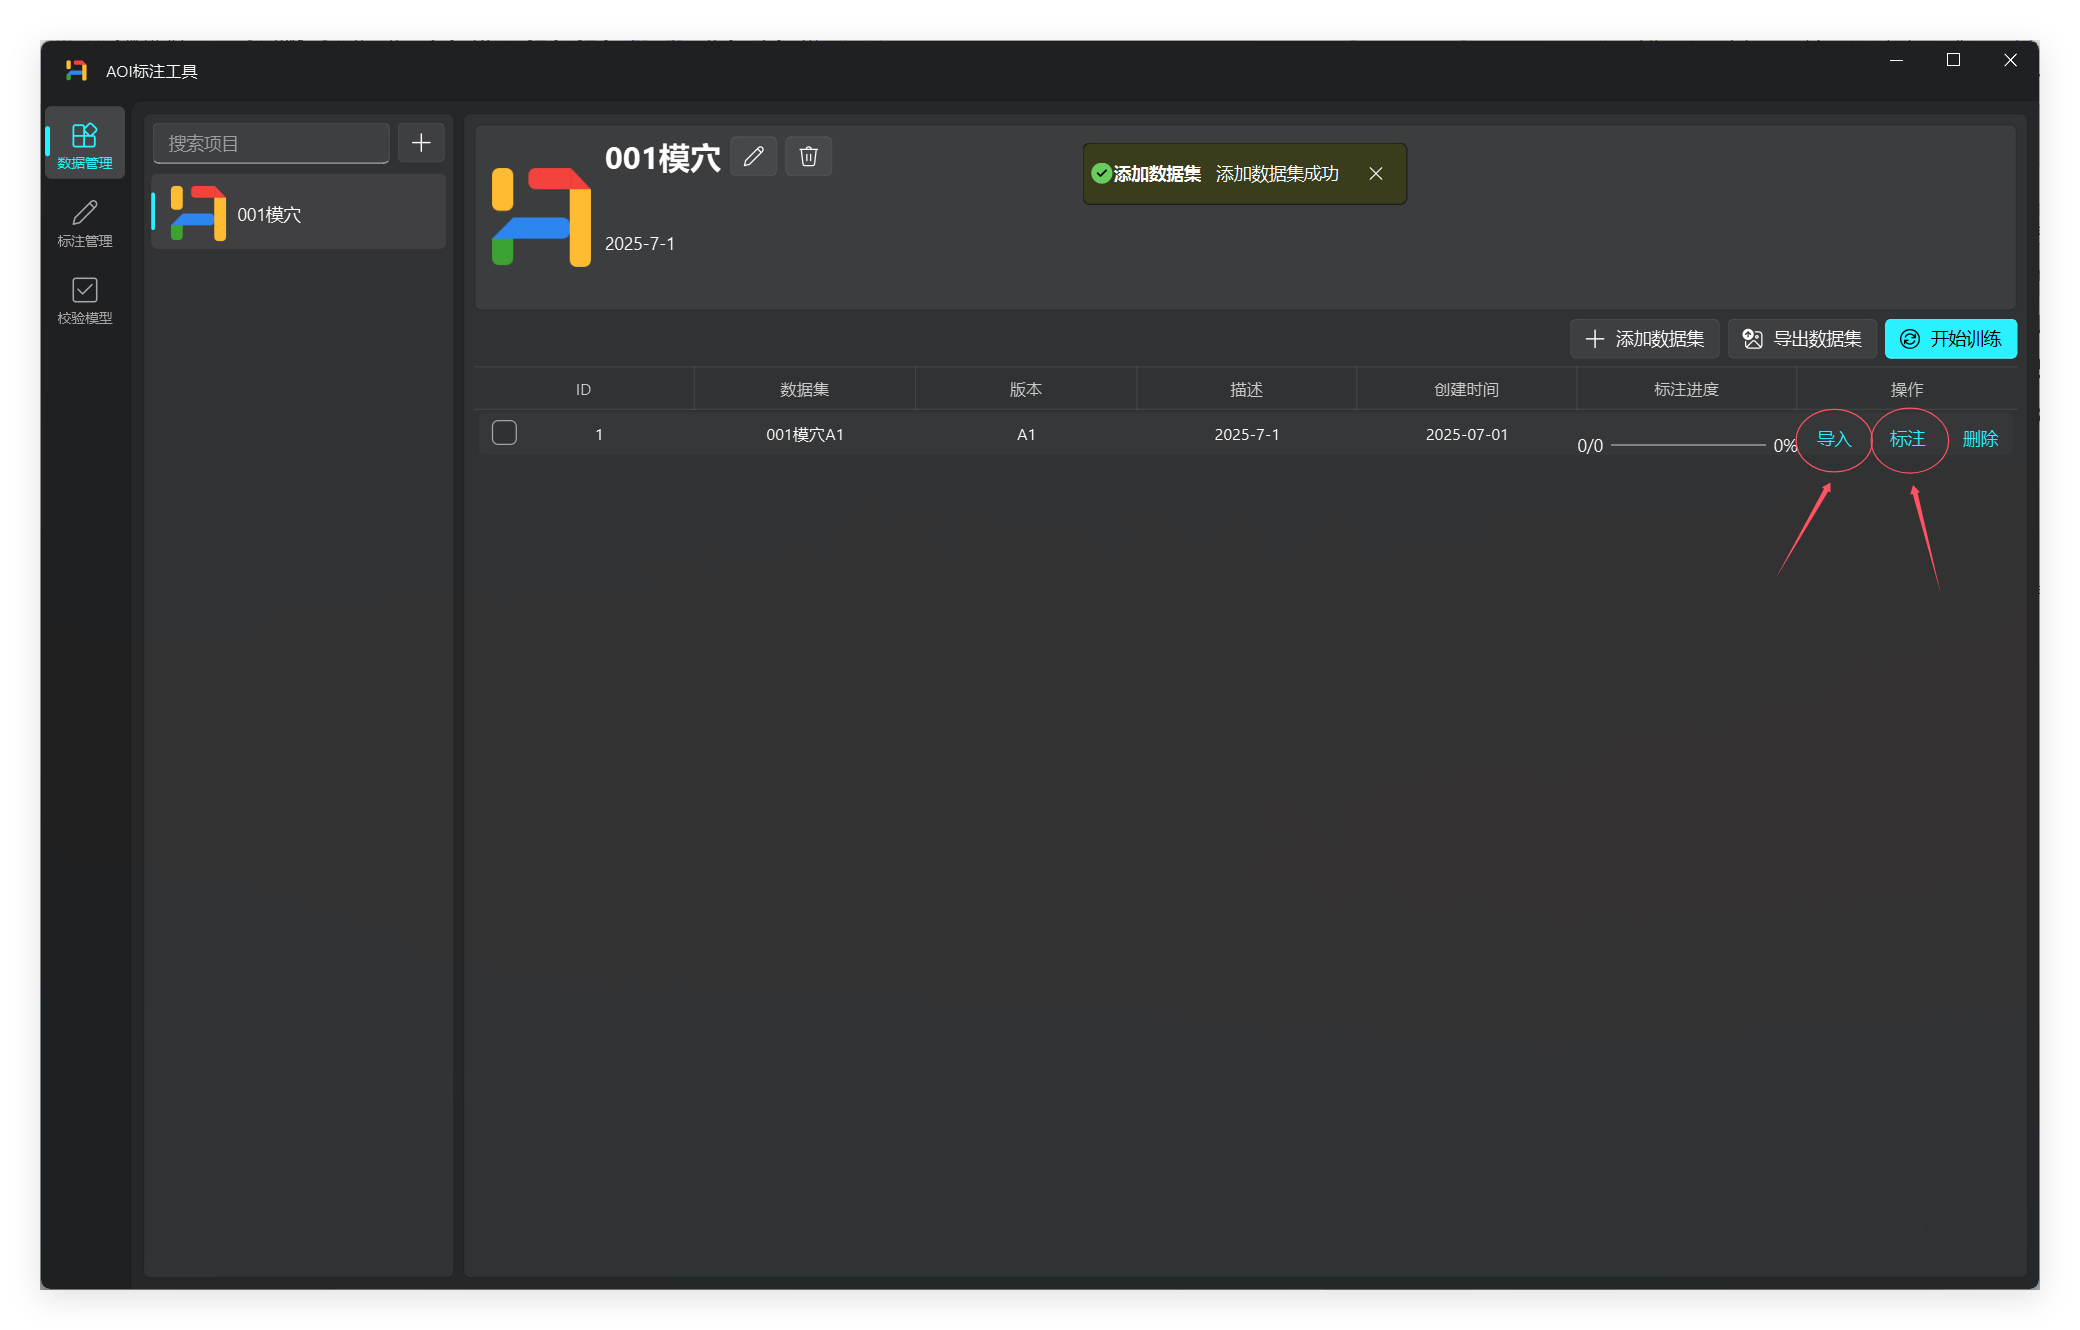 AOI标注工具
数据管理
标注管理
校验模型
搜索项目
001模穴
001模穴
2025-7-1
添加数据集 添加数据集成功
添加数据集 导出数据集 开始训练
ID 数据集 版本 描述 创建时间 标注进度 操作
1 001模穴A1 A1 2025-7-1 2025-07-01 0/0 0% 导入 标注 删除